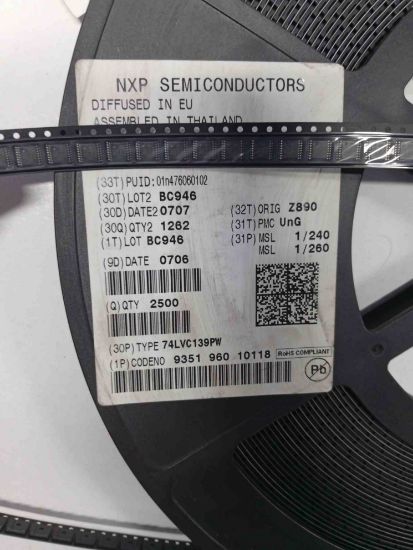 NXP SEMICONDUCTORS
DIFFUSED IN EU
ASSEMBLED IN THAILAND
(33T) PUID:01n476060102
(30T) LOT2 BC946
(30D) DATE2 0707
(30Q) QTY2 1262
(1T) LOT BC946
(32T) ORIG Z890
(31T) PMC UnG
(31P) MSL 1/240
MSL 1/260
(9D) DATE 0706
(Q) QTY 2500
(30P) TYPE 74LVC139PW
(1P) CODENO 9351 960 10118
RoHS COMPLIANT
Pb